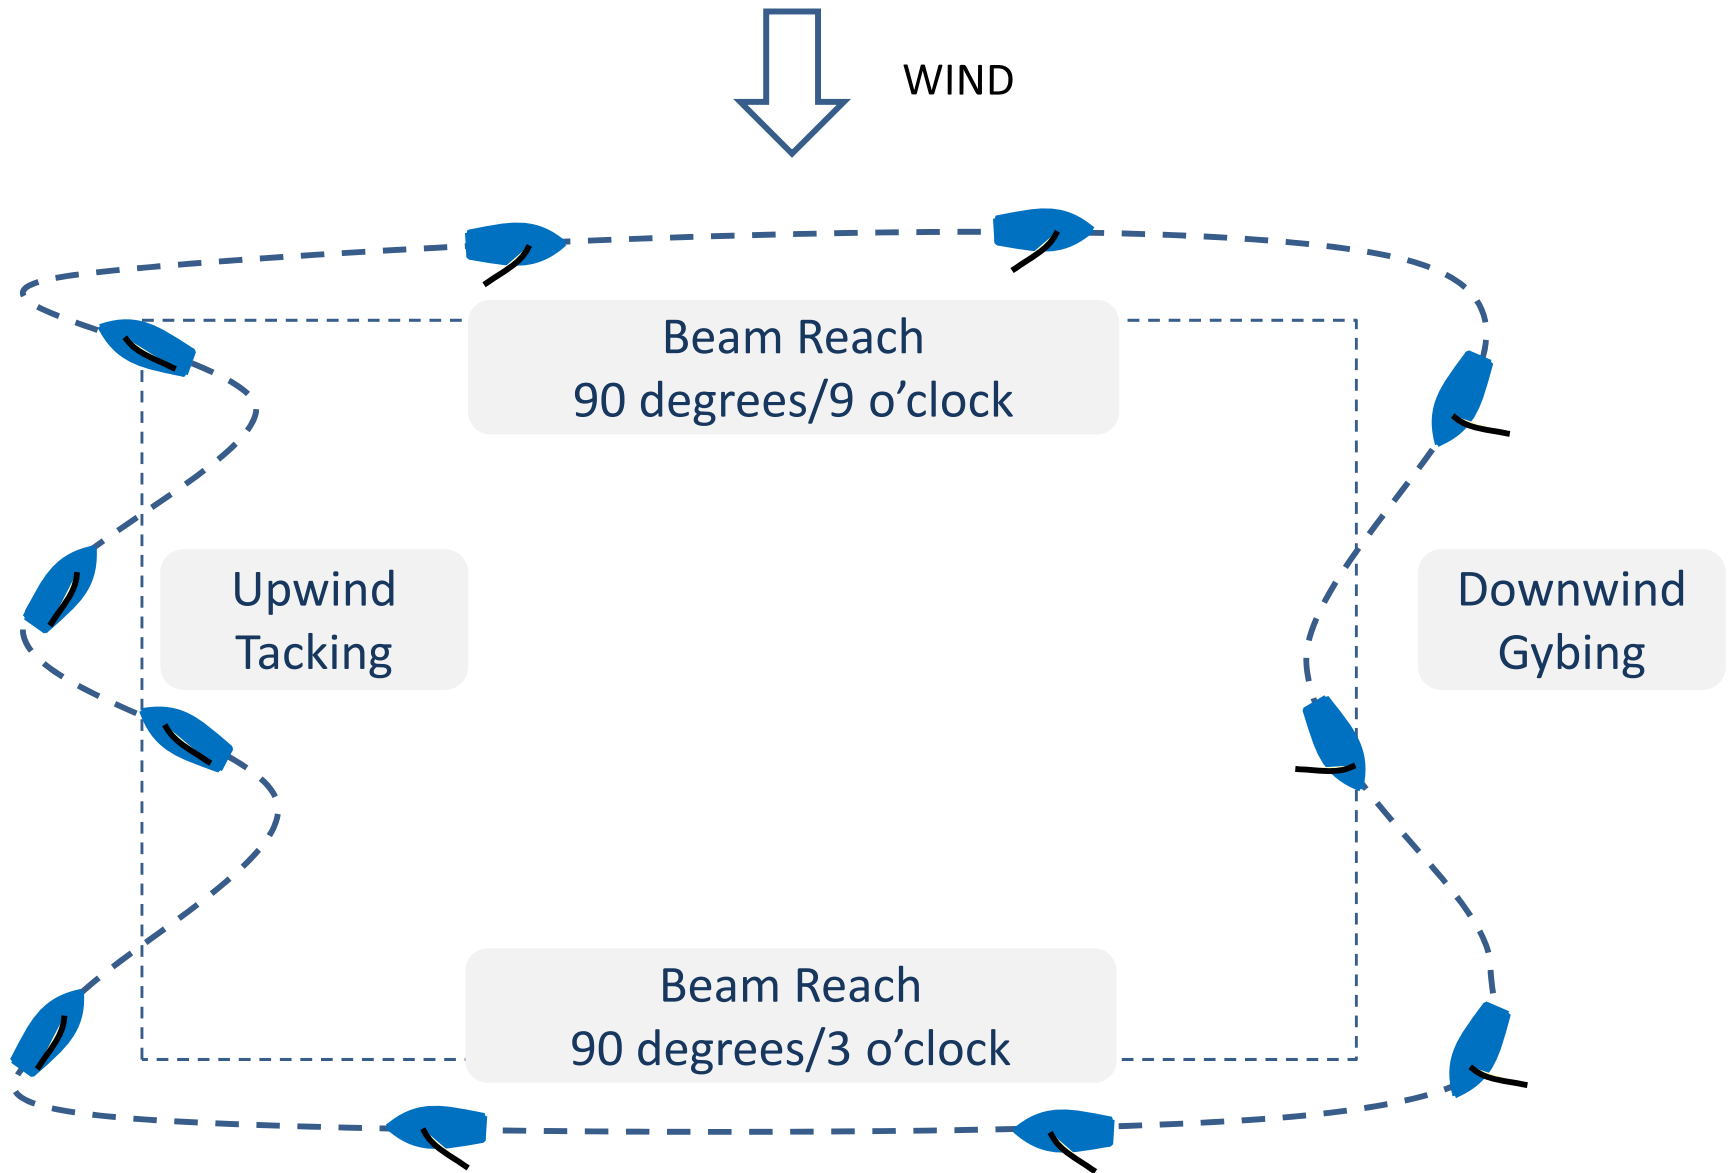 WIND
Beam Reach
90 degrees/9 o’clock
Upwind
Tacking
Downwind
Gybing
Beam Reach
90 degrees/3 o’clock